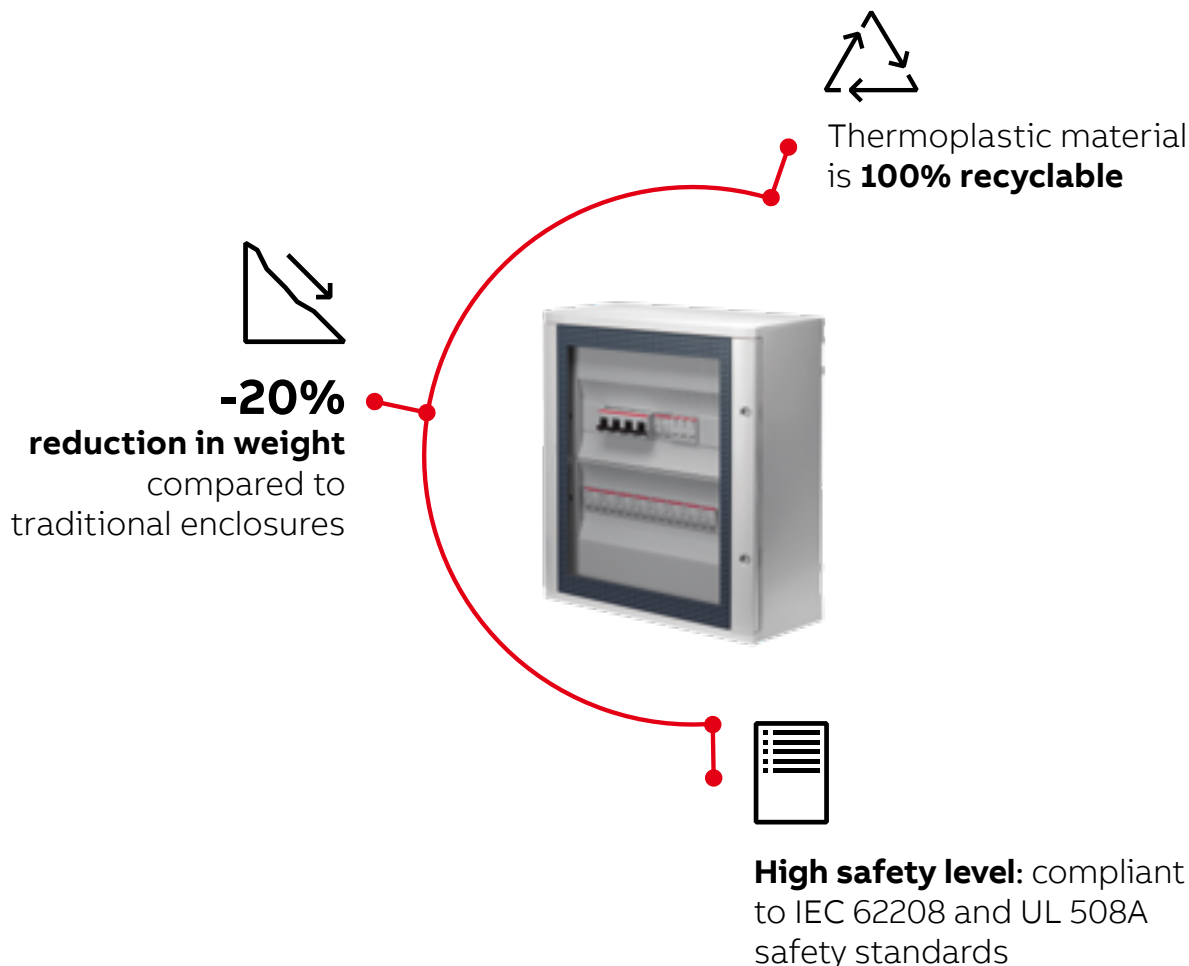 Thermoplastic material
is 100% recyclable
-20%
reduction in weight
compared to
traditional enclosures
High safety level: compliant
to IEC 62208 and UL 508A
safety standards